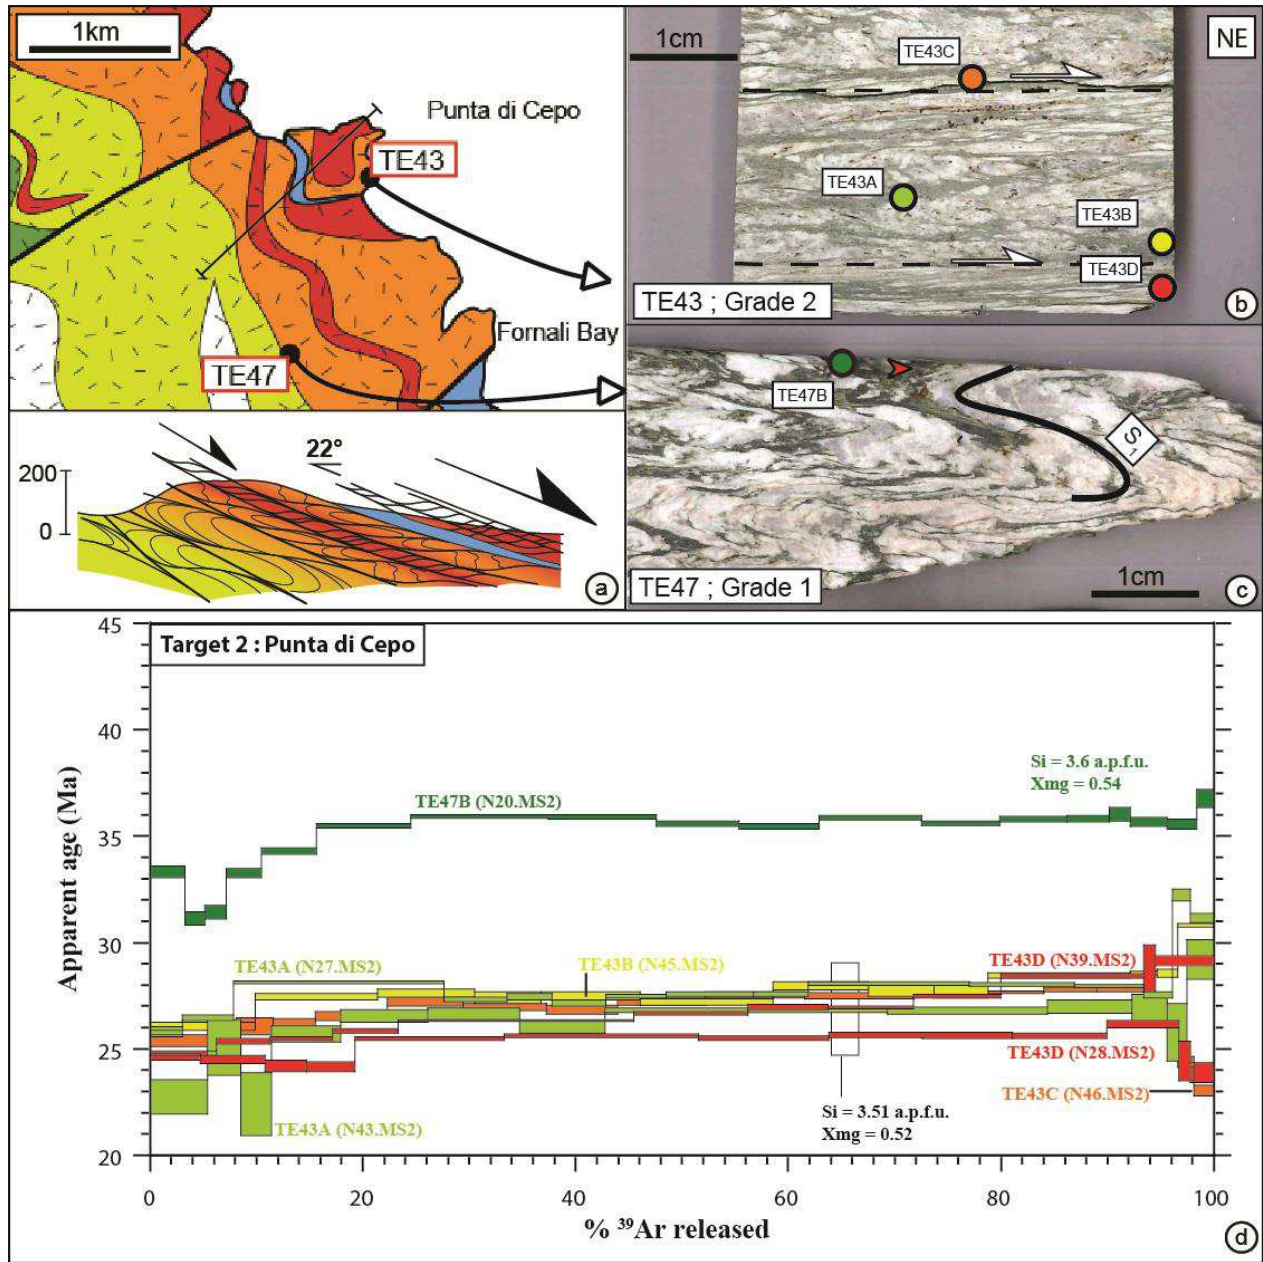 1km
Punta di Cepo
TE43
Fornali Bay
TE47
200
0
22°
a
1cm
NE
TE43C
TE43A
TE43B
TE43D
TE43 ; Grade 2
b
TE47B
S1
TE47 ; Grade 1
1cm
c
Target 2 : Punta di Cepo
45
40
35
30
25
20
Apparent age (Ma)
Si = 3.6 a.p.f.u.
Xmg = 0.54
TE47B (N20.MS2)
TE43A (N27.MS2)
TE43B (N45.MS2)
TE43D (N39.MS2)
TE43D (N28.MS2)
TE43C (N46.MS2)
TE43A (N43.MS2)
Si = 3.51 a.p.f.u.
Xmg = 0.52
0
20
40
60
80
100
% ³⁹Ar released
d